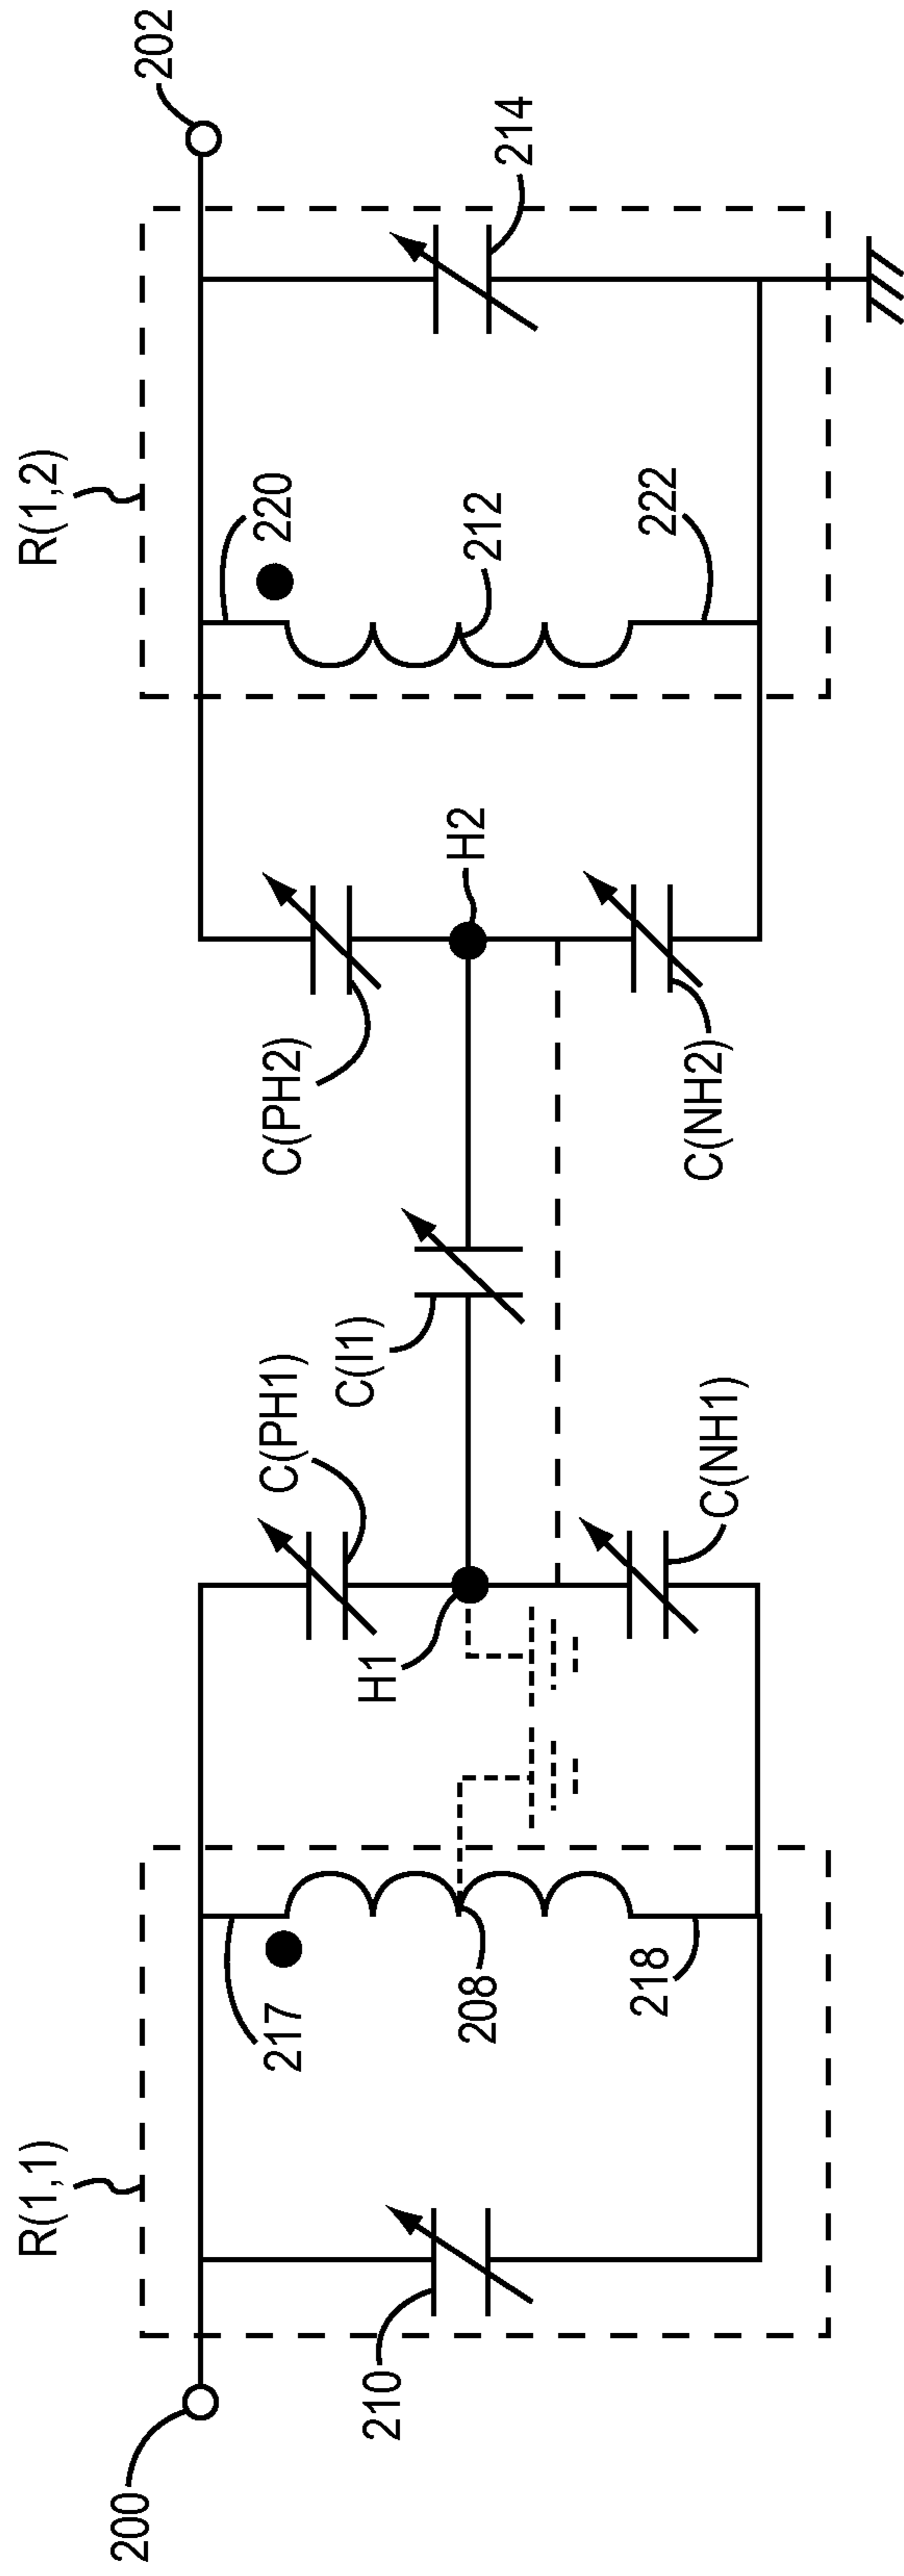 R(1,1)
R(1,2)
200
202
217
220
C(PH1)
C(PH2)
210
208
H1
C(I1)
H2
212
214
218
222
C(NH1)
C(NH2)